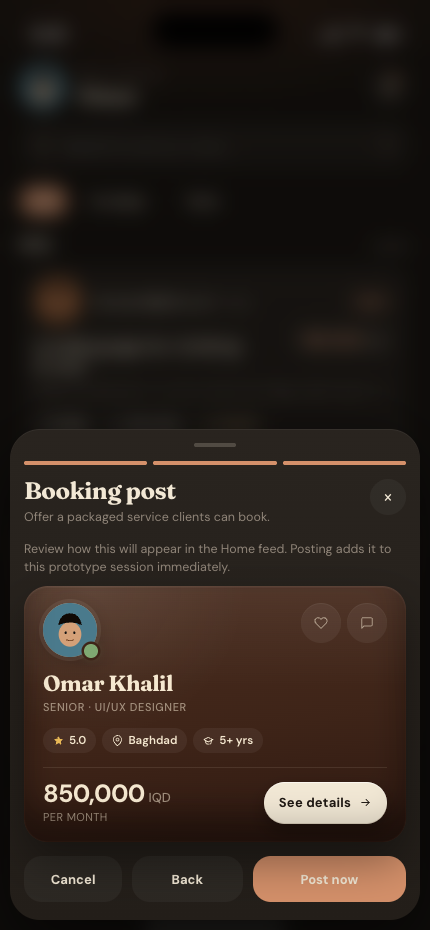 Booking post
Offer a packaged service clients can book.
Review how this will appear in the Home feed. Posting adds it to
this prototype session immediately.
Omar Khalil
SENIOR · UI/UX DESIGNER
5.0 Baghdad 5+ yrs
850,000 IQD
PER MONTH
See details →
Cancel Back Post now